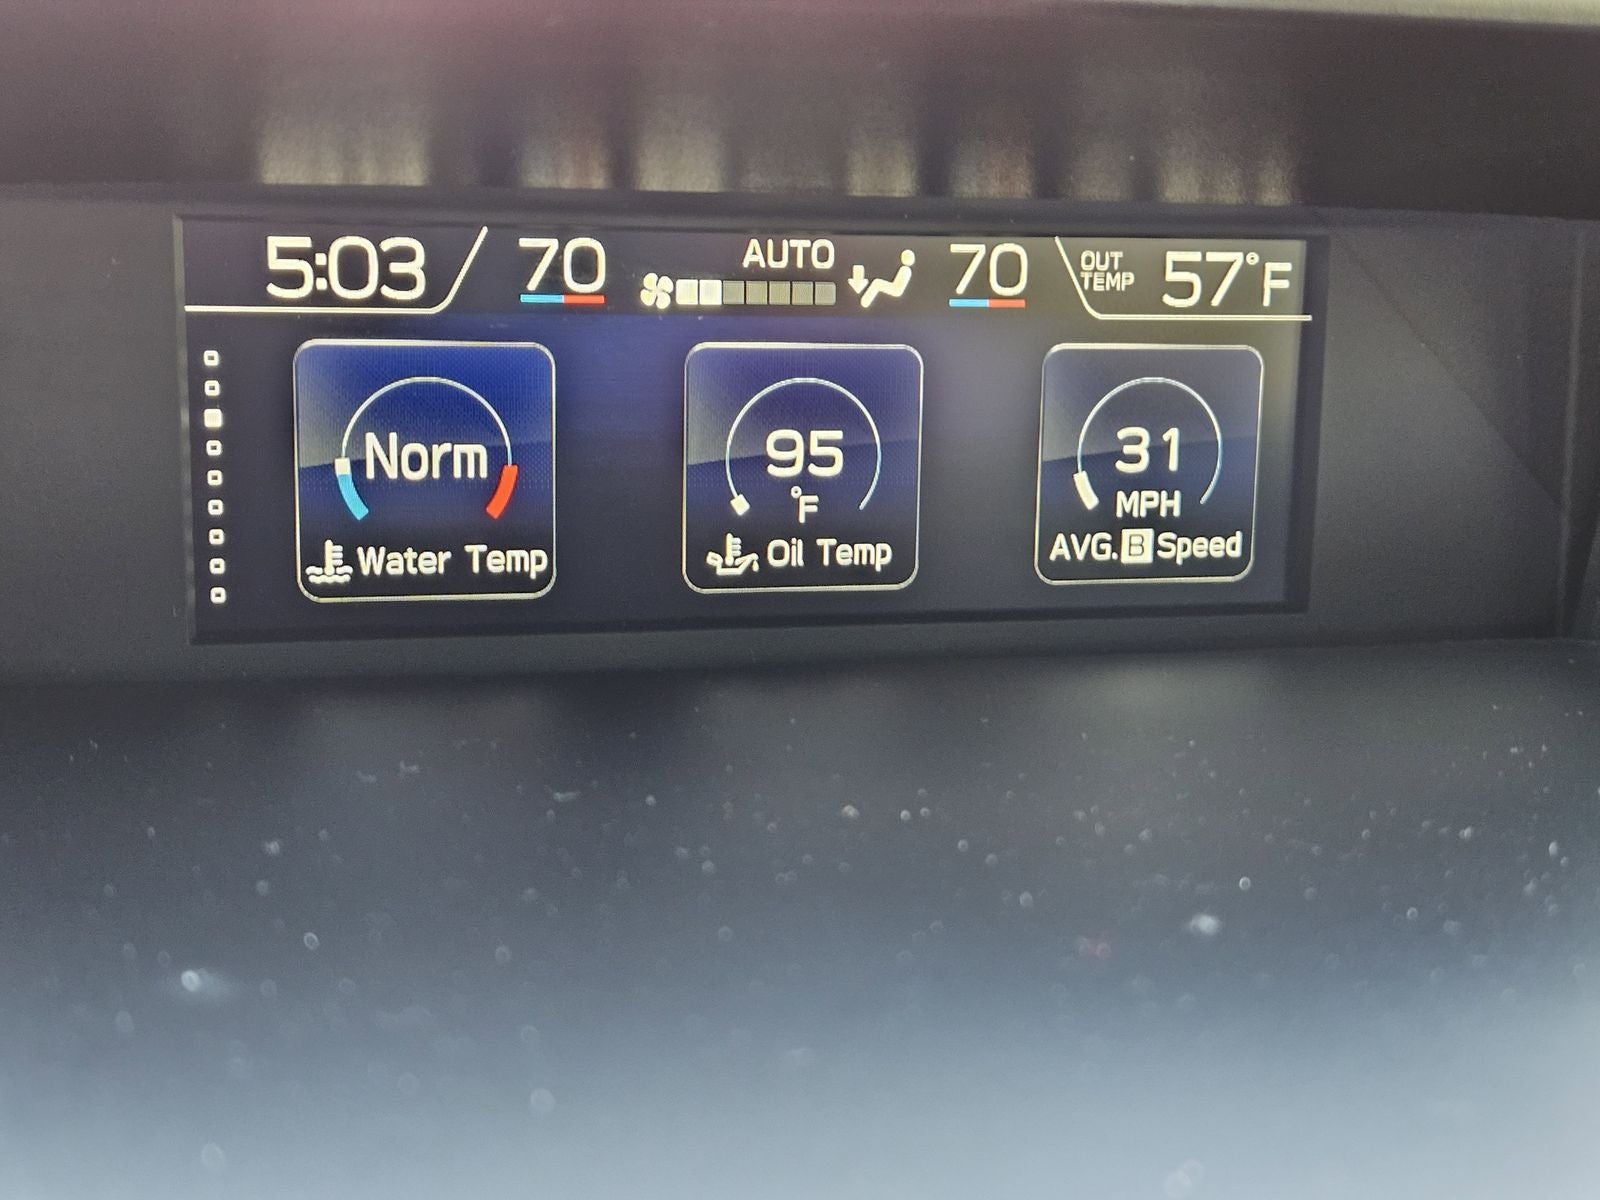 5:03
70
AUTO
70
OUT
TEMP
57°F
Norm
Water Temp
95
°F
Oil Temp
31
MPH
AVG. B Speed